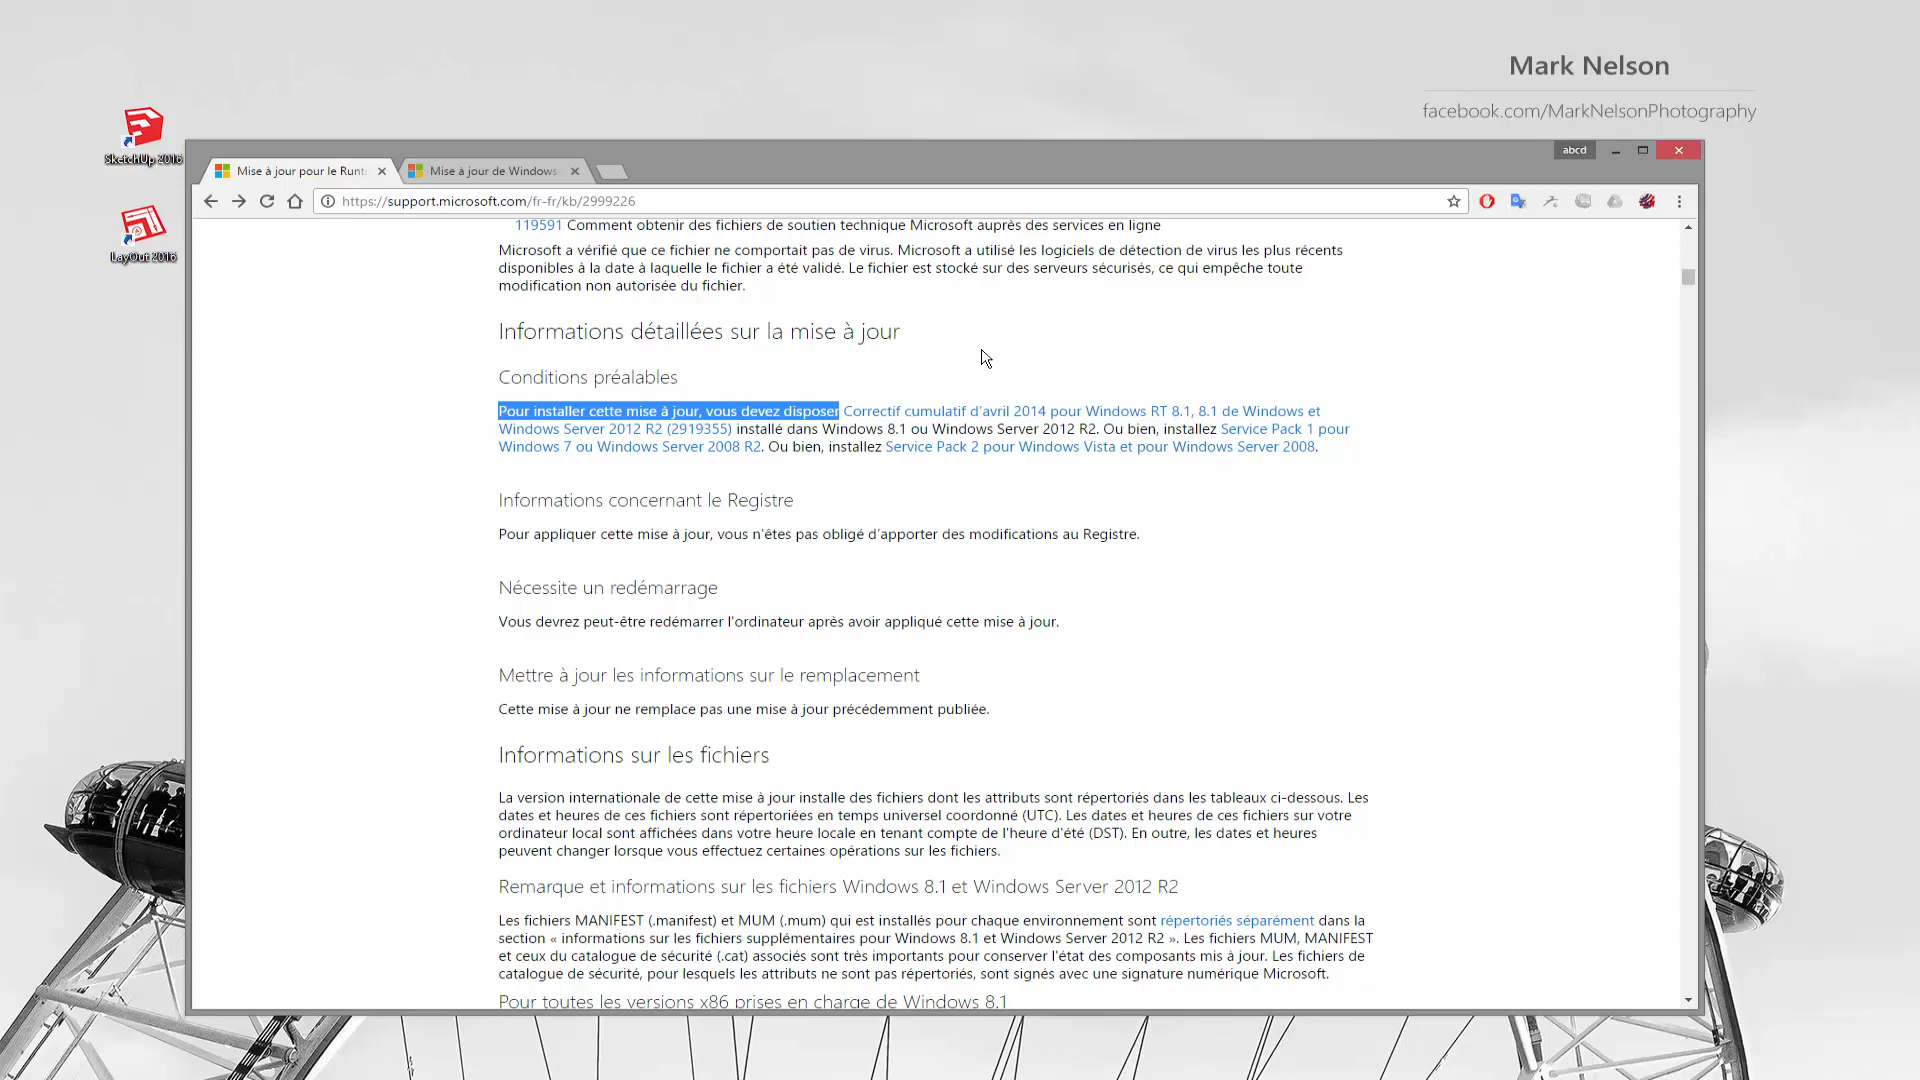 Mark Nelson
facebook.com/MarkNelsonPhotography
SketchUp 2016
LayOut 2016
abcd
Mise à jour pour le Runt
Mise à jour de Windows
https://support.microsoft.com/fr-fr/kb/2999226
119591 Comment obtenir des fichiers de soutien technique Microsoft auprès des services en ligne
Microsoft a vérifié que ce fichier ne comportait pas de virus. Microsoft a utilisé les logiciels de détection de virus les plus récents
disponibles à la date à laquelle le fichier a été validé. Le fichier est stocké sur des serveurs sécurisés, ce qui empêche toute
modification non autorisée du fichier.
Informations détaillées sur la mise à jour
Conditions préalables
Pour installer cette mise à jour, vous devez disposer Correctif cumulatif d'avril 2014 pour Windows RT 8.1, 8.1 de Windows et
Windows Server 2012 R2 (2919355) installé dans Windows 8.1 ou Windows Server 2012 R2. Ou bien, installez Service Pack 1 pour
Windows 7 ou Windows Server 2008 R2. Ou bien, installez Service Pack 2 pour Windows Vista et pour Windows Server 2008.
Informations concernant le Registre
Pour appliquer cette mise à jour, vous n'êtes pas obligé d'apporter des modifications au Registre.
Nécessite un redémarrage
Vous devrez peut-être redémarrer l'ordinateur après avoir appliqué cette mise à jour.
Mettre à jour les informations sur le remplacement
Cette mise à jour ne remplace pas une mise à jour précédemment publiée.
Informations sur les fichiers
La version internationale de cette mise à jour installe des fichiers dont les attributs sont répertoriés dans les tableaux ci-dessous. Les
dates et heures de ces fichiers sont répertoriées en temps universel coordonné (UTC). Les dates et heures de ces fichiers sur votre
ordinateur local sont affichées dans votre heure locale en tenant compte de l'heure d'été (DST). En outre, les dates et heures
peuvent changer lorsque vous effectuez certaines opérations sur les fichiers.
Remarque et informations sur les fichiers Windows 8.1 et Windows Server 2012 R2
Les fichiers MANIFEST (.manifest) et MUM (.mum) qui est installés pour chaque environnement sont répertoriés séparément dans la
section « informations sur les fichiers supplémentaires pour Windows 8.1 et Windows Server 2012 R2 ». Les fichiers MUM, MANIFEST
et ceux du catalogue de sécurité (.cat) associés sont très importants pour conserver l'état des composants mis à jour. Les fichiers de
catalogue de sécurité, pour lesquels les attributs ne sont pas répertoriés, sont signés avec une signature numérique Microsoft.
Pour toutes les versions x86 prises en charge de Windows 8.1